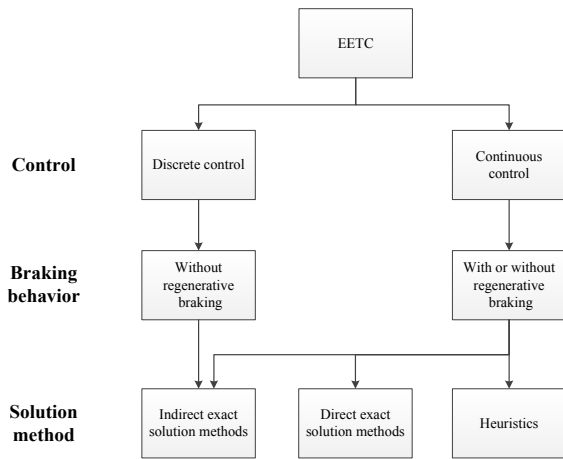 EETC
Control
Discrete control
Continuous
control
Braking
behavior
Without
regenerative
braking
With or without
regenerative
braking
Solution
method
Indirect exact
solution methods
Direct exact
solution methods
Heuristics